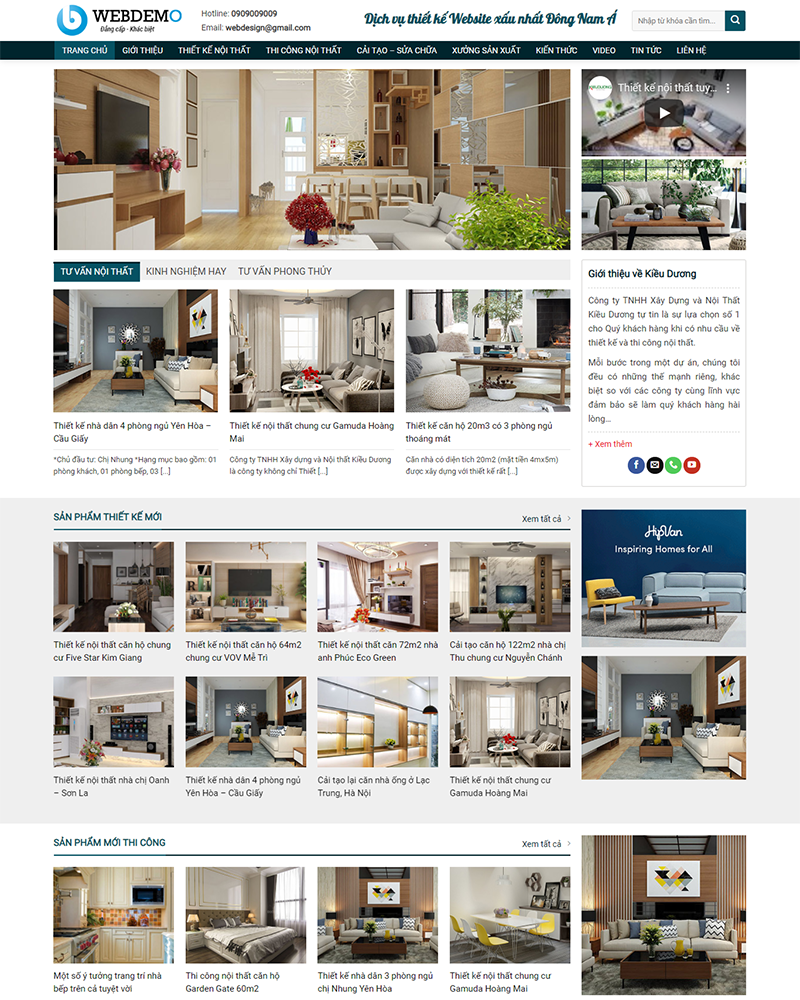 WEBDEMO
Đẳng cấp - Khác biệt
Hotline: 0909009009
Email: webdesign@gmail.com
Dịch vụ thiết kế Website xấu nhất Đông Nam Á
Nhập từ khóa cần tìm...
TRANG CHỦ GIỚI THIỆU THIẾT KẾ NỘI THẤT THI CÔNG NỘI THẤT CẢI TẠO – SỬA CHỮA XƯỞNG SẢN XUẤT KIẾN THỨC VIDEO TIN TỨC LIÊN HỆ
Thiết kế nội thất tuy...
TƯ VẤN NỘI THẤT KINH NGHIỆM HAY TƯ VẤN PHONG THỦY
Thiết kế nhà dân 4 phòng ngủ Yên Hòa –
Cầu Giấy
*Chủ đầu tư: Chị Nhung *Hạng mục bao gồm: 01
phòng khách, 01 phòng bếp, 03 [...]
Thiết kế nội thất chung cư Gamuda Hoàng
Mai
Công ty TNHH Xây dựng và Nội thất Kiều Dương
là công ty không chỉ Thiết [...]
Thiết kế căn hộ 20m3 có 3 phòng ngủ
thoáng mát
Căn nhà có diện tích 20m2 (mặt tiền 4mx5m)
được xây dựng với thiết kế rất [...]
Giới thiệu về Kiều Dương
Công ty TNHH Xây Dựng và Nội Thất
Kiều Dương tự tin là sự lựa chọn số 1
cho Quý khách hàng khi có nhu cầu về
thiết kế và thi công nội thất.
Mỗi bước trong một dự án, chúng tôi
đều có những thế mạnh riêng, khác
biệt so với các công ty cùng lĩnh vực
đảm bảo sẽ làm quý khách hàng hài
lòng...
+ Xem thêm
SẢN PHẨM THIẾT KẾ MỚI
Xem tất cả
Thiết kế nội thất căn hộ chung
cư Five Star Kim Giang
Thiết kế nội thất căn hộ 64m2
chung cư VOV Mễ Trì
Thiết kế nội thất căn 72m2 nhà
anh Phúc Eco Green
Cải tạo căn hộ 122m2 nhà chị
Thu chung cư Nguyễn Chánh
Thiết kế nội thất nhà chị Oanh
– Sơn La
Thiết kế nhà dân 4 phòng ngủ
Yên Hòa – Cầu Giấy
Cải tạo lại căn nhà ống ở Lạc
Trung, Hà Nội
Thiết kế nội thất chung cư
Gamuda Hoàng Mai
HipVan
Inspiring Homes for All
SẢN PHẨM MỚI THI CÔNG
Xem tất cả
Một số ý tưởng trang trí nhà
bếp trên cả tuyệt vời
Thi công nội thất căn hộ
Garden Gate 60m2
Thiết kế nhà dân 3 phòng ngủ
chị Nhung Yên Hòa
Thiết kế nội thất chung cư
Gamuda Hoàng Mai